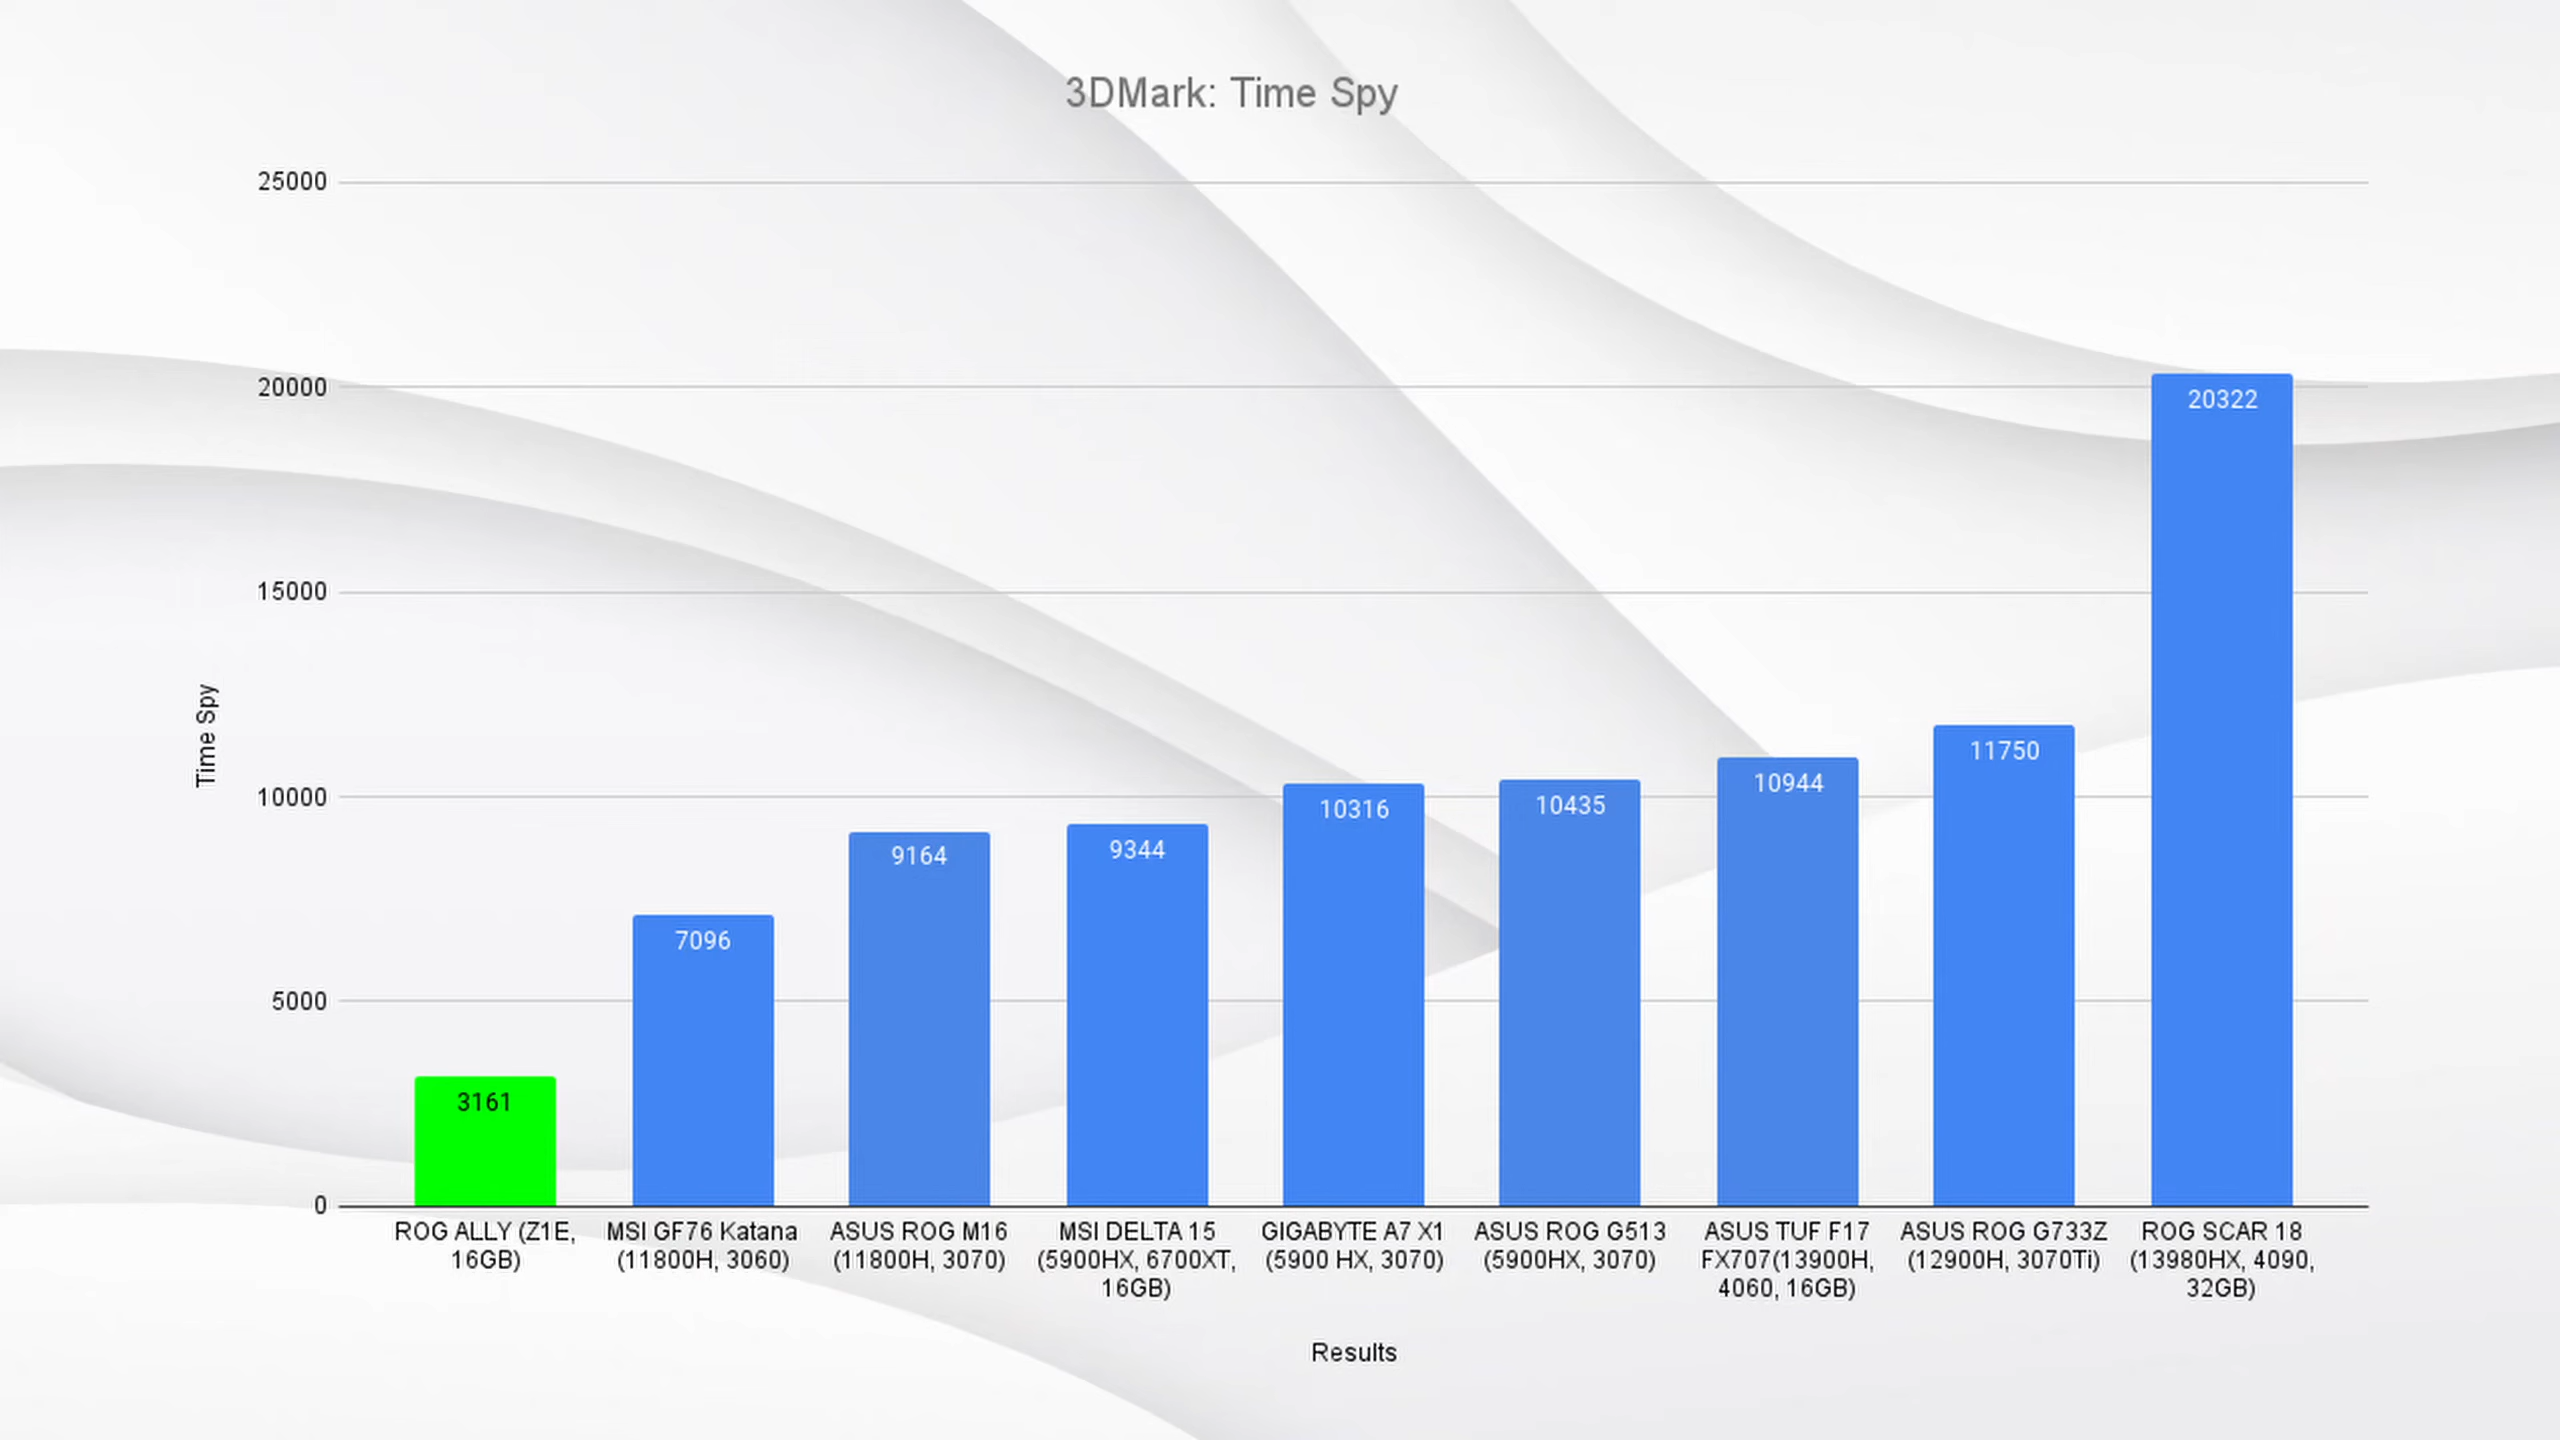 3DMark: Time Spy
25000
20000
15000
10000
5000
0
Time Spy
3161
7096
9164
9344
10316
10435
10944
11750
20322
ROG ALLY (Z1E,
16GB)
MSI GF76 Katana
(11800H, 3060)
ASUS ROG M16
(11800H, 3070)
MSI DELTA 15
(5900HX, 6700XT,
16GB)
GIGABYTE A7 X1
(5900 HX, 3070)
ASUS ROG G513
(5900HX, 3070)
ASUS TUF F17
FX707(13900H,
4060, 16GB)
ASUS ROG G733Z
(12900H, 3070Ti)
ROG SCAR 18
(13980HX, 4090,
32GB)
Results